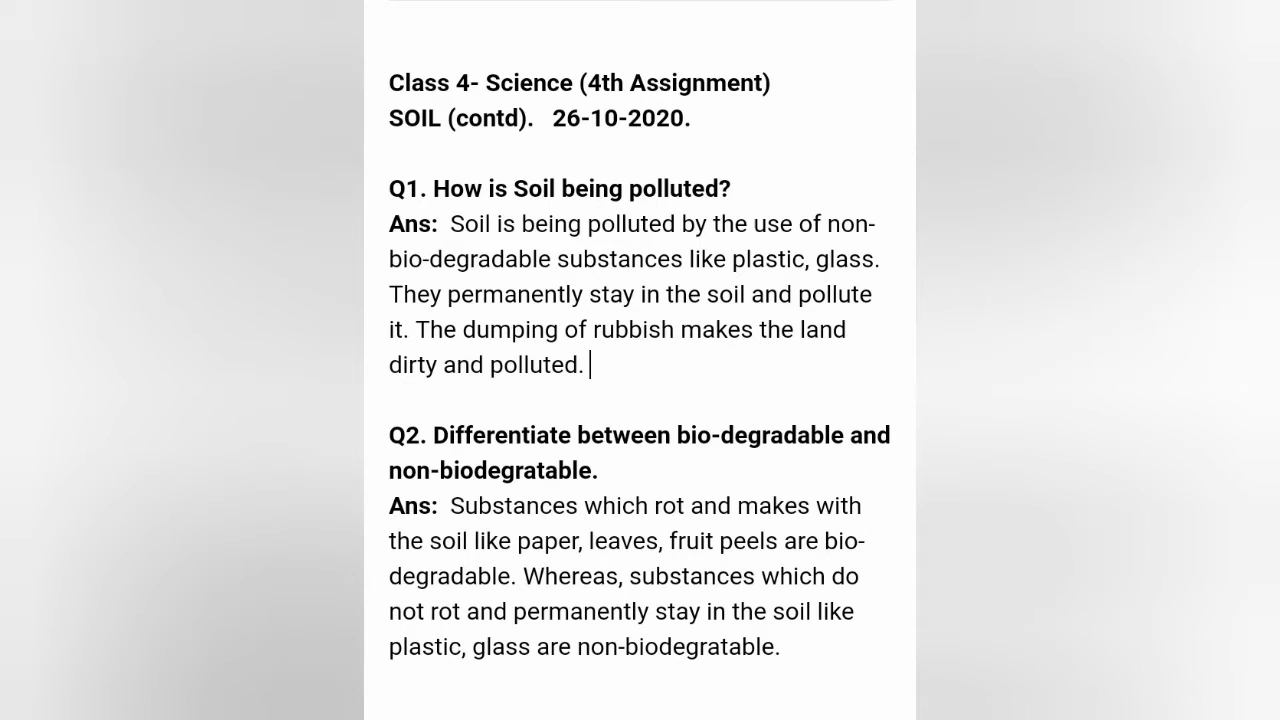 Class 4- Science (4th Assignment)
SOIL (contd).   26-10-2020.
Q1. How is Soil being polluted?
Ans:  Soil is being polluted by the use of non-
bio-degradable substances like plastic, glass.
They permanently stay in the soil and pollute
it. The dumping of rubbish makes the land
dirty and polluted.
Q2. Differentiate between bio-degradable and
non-biodegratable.
Ans:  Substances which rot and makes with
the soil like paper, leaves, fruit peels are bio-
degradable. Whereas, substances which do
not rot and permanently stay in the soil like
plastic, glass are non-biodegratable.